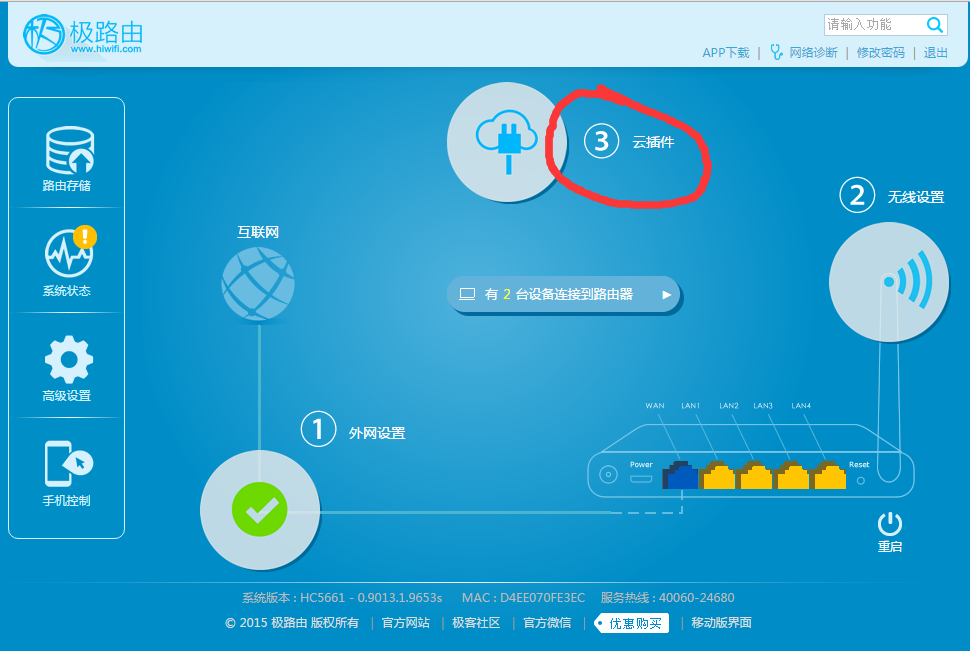 极路由
www.hiwifi.com
请输入功能
APP下载 | 网络诊断 | 修改密码 | 退出
路由存储
系统状态
高级设置
手机控制
3 云插件
2 无线设置
互联网
有 2 台设备连接到路由器
1 外网设置
WAN LAN1 LAN2 LAN3 LAN4
Power
Reset
重启
系统版本 : HC5661 - 0.9013.1.9653s MAC : D4EE070FE3EC 服务热线 : 40060-24680
© 2015 极路由 版权所有 | 官方网站 | 极客社区 | 官方微信 | 优惠购买 | 移动版界面